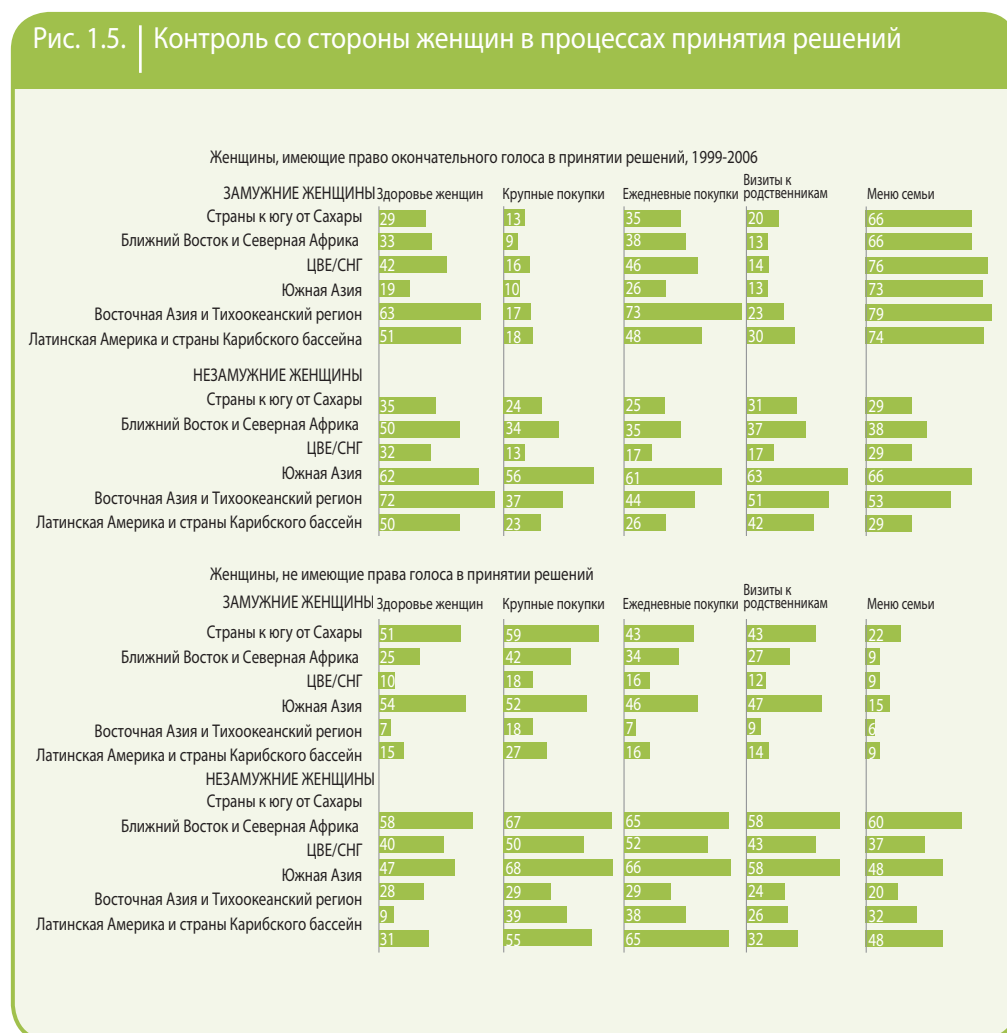 Рис. 1.5. Контроль со стороны женщин в процессах принятия решений
Женщины, имеющие право окончательного голоса в принятии решений, 1999-2006
ЗАМУЖНИЕ ЖЕНЩИНЫ Здоровье женщин Крупные покупки Ежедневные покупки Визиты к родственникам Меню семьи
Страны к югу от Сахары 29 13 35 20 66
Ближний Восток и Северная Африка 33 9 38 13 66
ЦВЕ/СНГ 42 16 46 14 76
Южная Азия 19 10 26 13 73
Восточная Азия и Тихоокеанский регион 63 17 73 23 79
Латинская Америка и страны Карибского бассейна 51 18 48 30 74
НЕЗАМУЖНИЕ ЖЕНЩИНЫ
Страны к югу от Сахары 35 24 25 31 29
Ближний Восток и Северная Африка 50 34 35 37 38
ЦВЕ/СНГ 32 13 17 17 29
Южная Азия 62 56 61 63 66
Восточная Азия и Тихоокеанский регион 72 37 44 51 53
Латинская Америка и страны Карибского бассейн 50 23 26 42 29
Женщины, не имеющие права голоса в принятии решений
ЗАМУЖНИЕ ЖЕНЩИНЫ Здоровье женщин Крупные покупки Ежедневные покупки Визиты к родственникам Меню семьи
Страны к югу от Сахары 51 59 43 43 22
Ближний Восток и Северная Африка 25 42 34 27 9
ЦВЕ/СНГ 10 18 16 12 9
Южная Азия 54 52 46 47 15
Восточная Азия и Тихоокеанский регион 7 18 7 9 6
Латинская Америка и страны Карибского бассейн 15 27 16 14 9
НЕЗАМУЖНИЕ ЖЕНЩИНЫ
Страны к югу от Сахары
Ближний Восток и Северная Африка 58 67 65 58 60
ЦВЕ/СНГ 40 50 52 43 37
Южная Азия 47 68 66 58 48
Восточная Азия и Тихоокеанский регион 28 29 29 24 20
Латинская Америка и страны Карибского бассейн 9 39 38 26 32
31 55 65 32 48